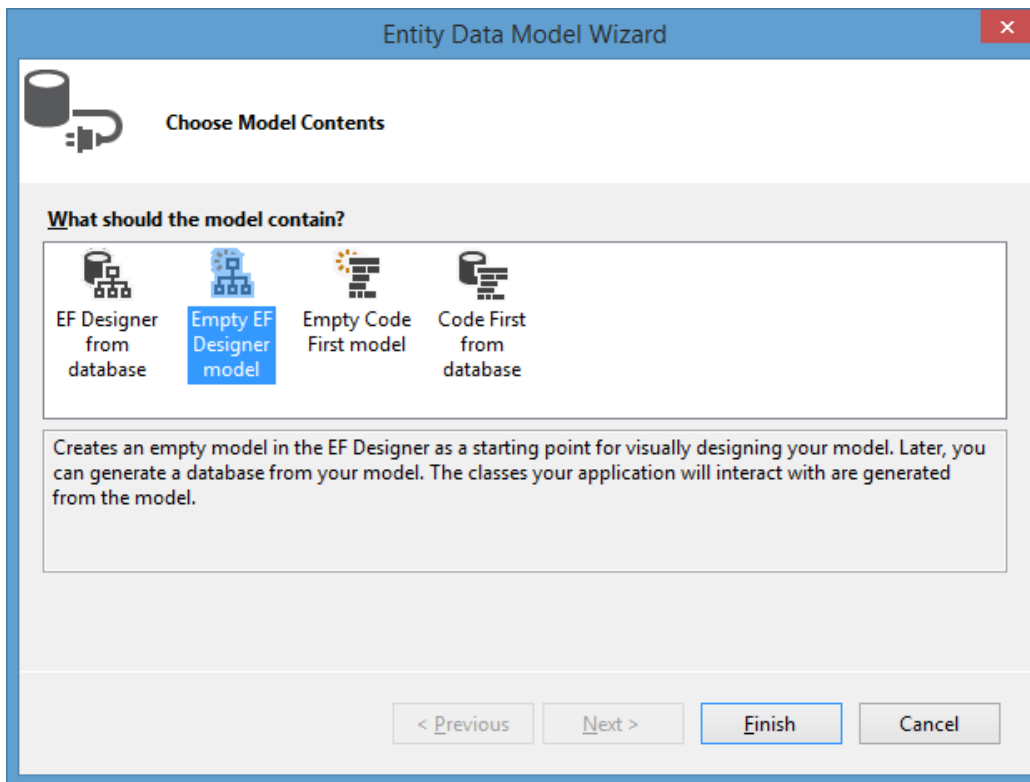 Entity Data Model Wizard
Choose Model Contents
What should the model contain?
EF Designer
from
database
Empty EF
Designer
model
Empty Code
First model
Code First
from
database
Creates an empty model in the EF Designer as a starting point for visually designing your model. Later, you
can generate a database from your model. The classes your application will interact with are generated
from the model.
< Previous
Next >
Finish
Cancel